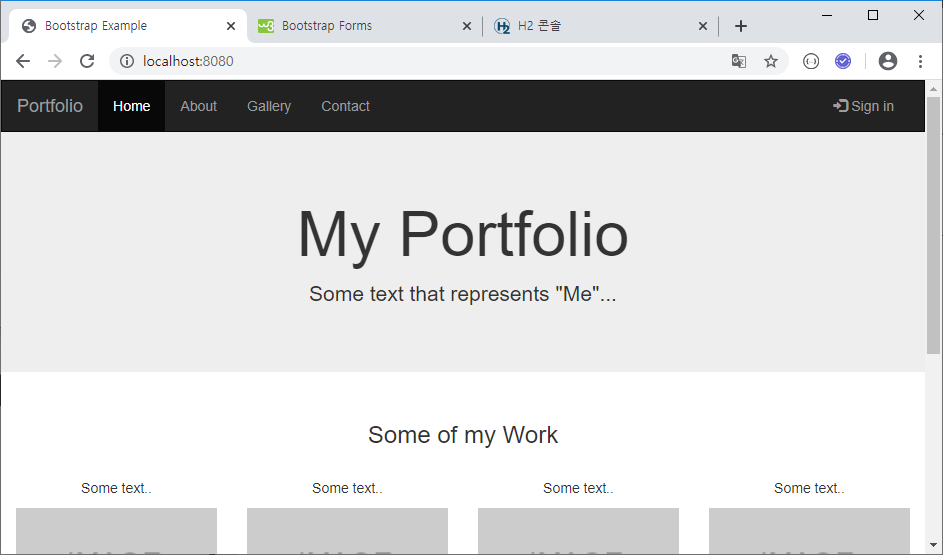 Bootstrap Example
Bootstrap Forms
H2 콘솔
localhost:8080
Portfolio Home About Gallery Contact Sign in
My Portfolio
Some text that represents "Me"...
Some of my Work
Some text.. Some text.. Some text.. Some text..